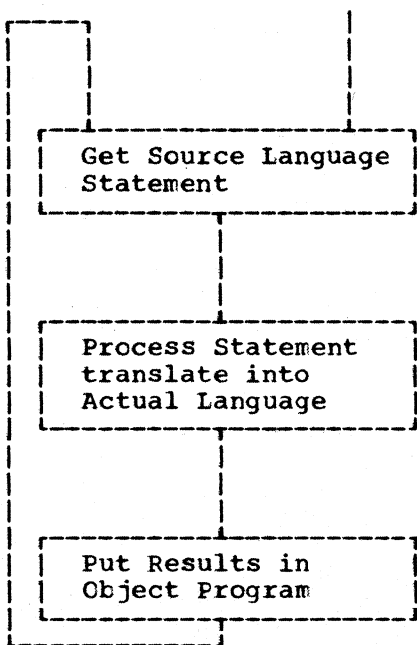 Get Source Language
Statement
Process Statement
translate into
Actual Language
Put Results in
Object Program